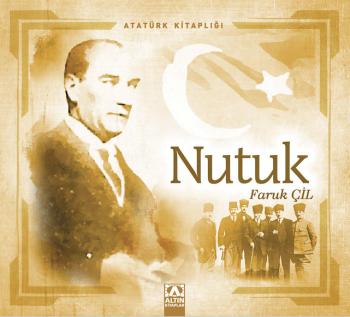 ATATÜRK KİTAPLIĞI
Nutuk
Faruk ÇİL
ALTIN
KİTAPLAR